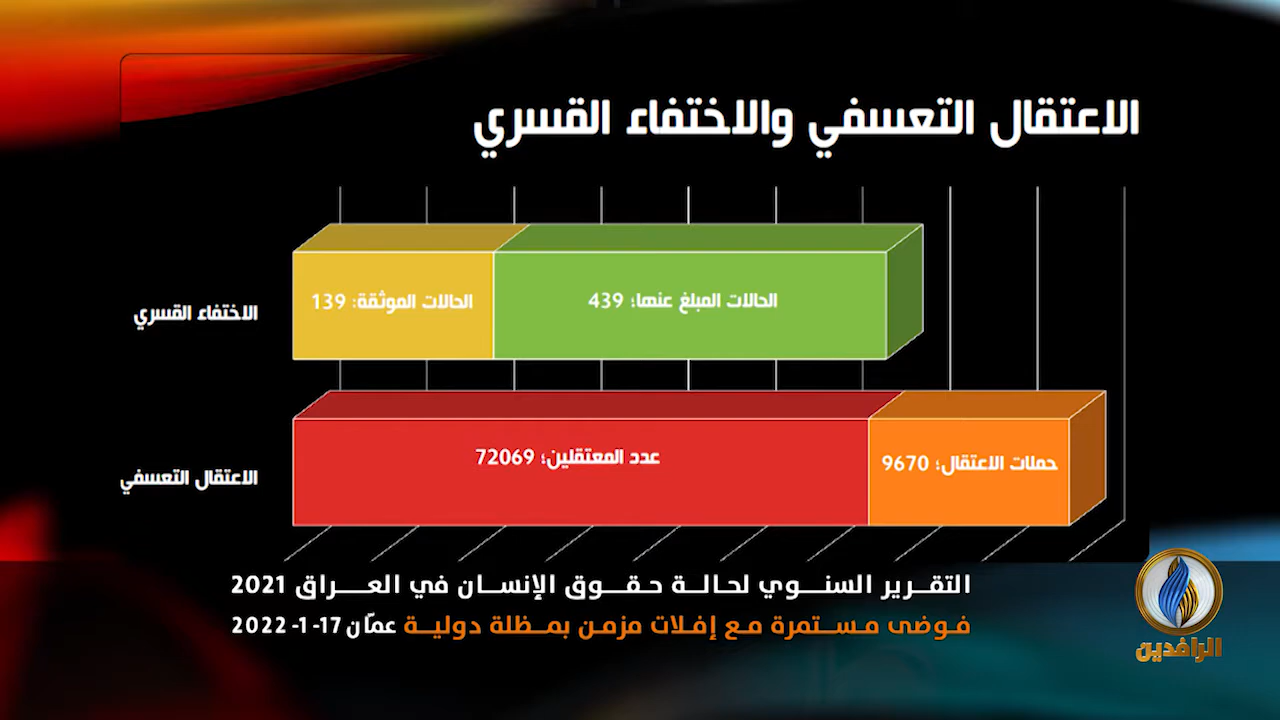 الاعتقال التعسفي والاختفاء القسري
الاختفاء القسري
الحالات الموثقة: 139
الحالات المبلغ عنها؛ 439
الاعتقال التعسفي
عدد المعتقلين؛ 72069
حملات الاعتقال؛ 9670
التقرير السنوي لحالة حقوق الإنسان في العراق 2021
فوضى مستمرة مع إفلات مزمن بمظلة دولية عمّان 17- 1- 2022
الرافدين